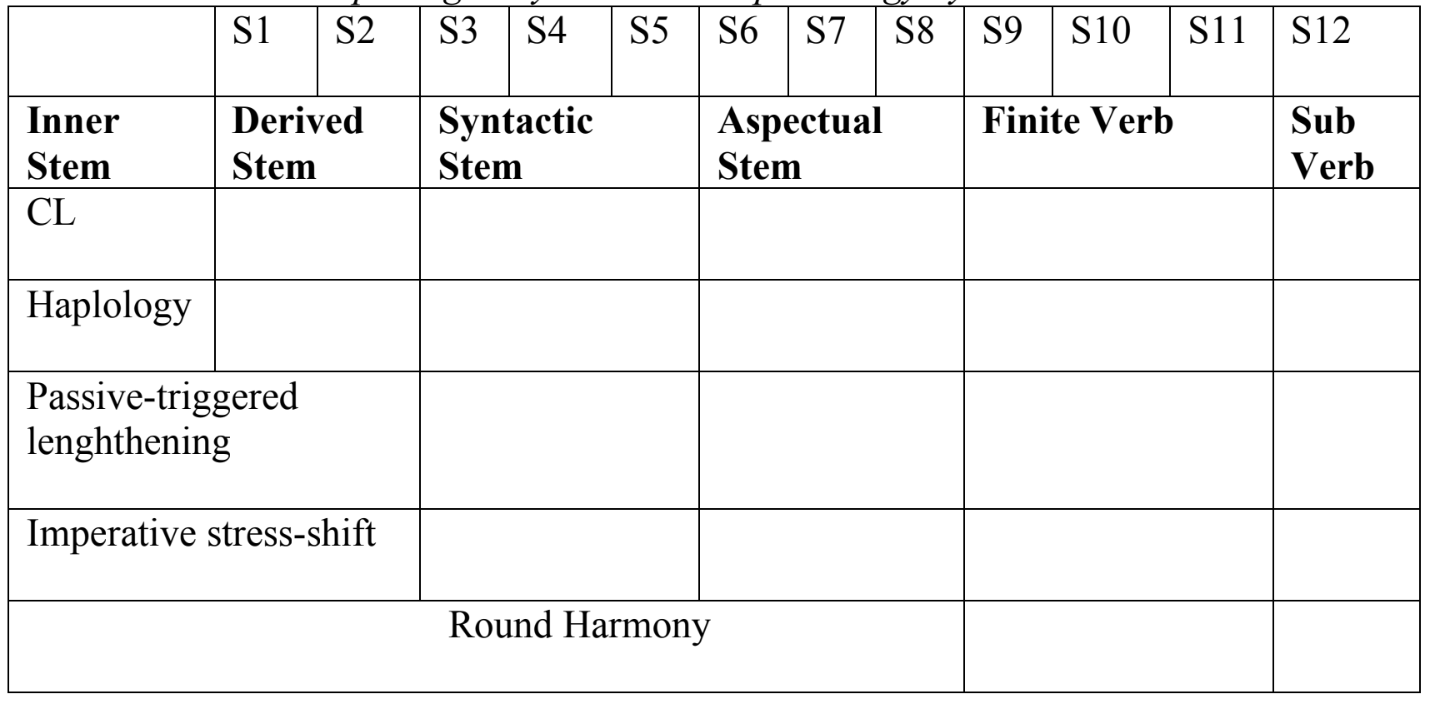 S1 S2 S3 S4 S5 S6 S7 S8 S9 S10 S11 S12
Inner Derived Syntactic Aspectual Finite Verb Sub
Stem Stem Stem Stem Verb
CL
Haplology
Passive-triggered
lenghthening
Imperative stress-shift
Round Harmony